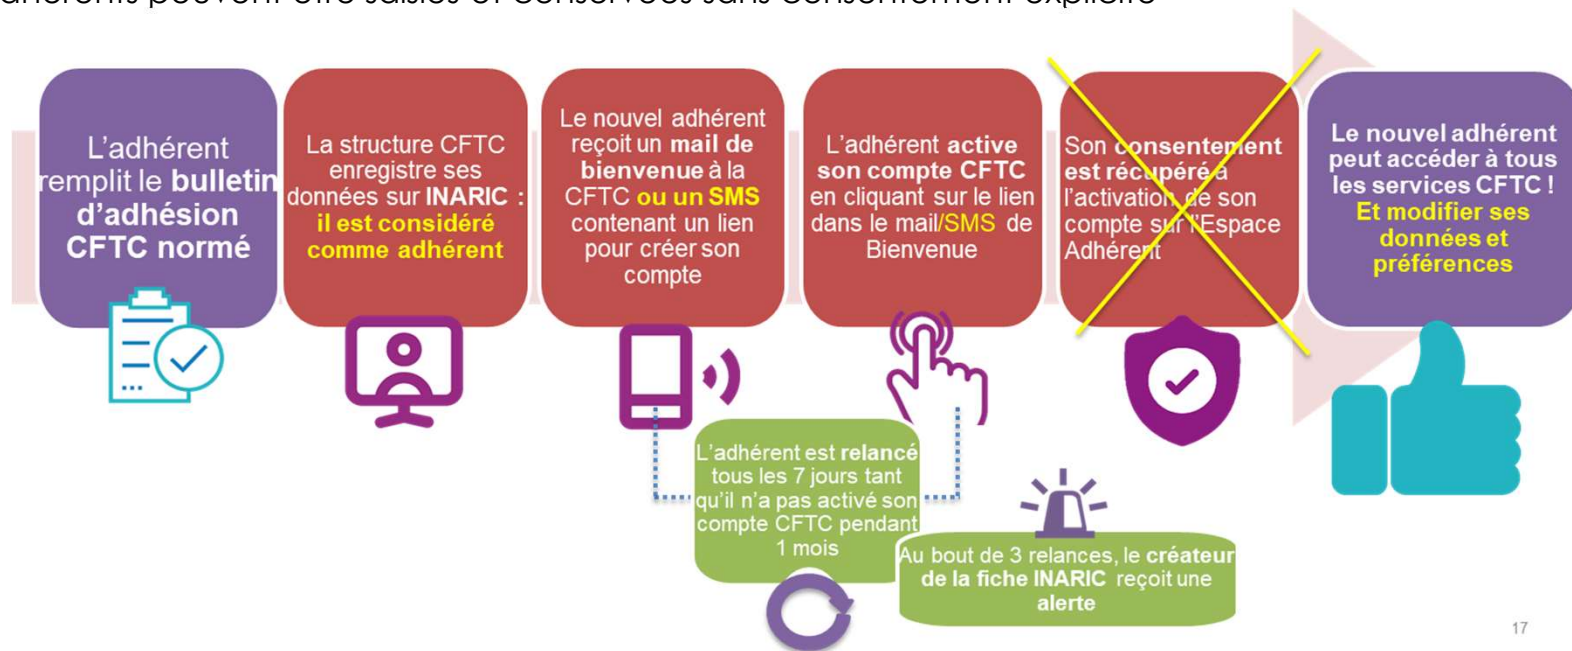 adhérents peuvent être saisies et conservées sans consentement explicite
L'adhérent
remplit le bulletin
d'adhésion
CFTC normé
La structure CFTC
enregistre ses
données sur INARIC :
il est considéré
comme adhérent
Le nouvel adhérent
reçoit un mail de
bienvenue à la
CFTC ou un SMS
contenant un lien
pour créer son
compte
L'adhérent active
son compte CFTC
en cliquant sur le lien
dans le mail/SMS de
Bienvenue
Son consentement
est récupéré à
l'activation de son
compte sur l'Espace
Adhérent
Le nouvel adhérent
peut accéder à tous
les services CFTC !
Et modifier ses
données et
préférences
L'adhérent est relancé
tous les 7 jours tant
qu'il n'a pas activé son
compte CFTC pendant
1 mois
Au bout de 3 relances, le créateur
de la fiche INARIC reçoit une
alerte
17